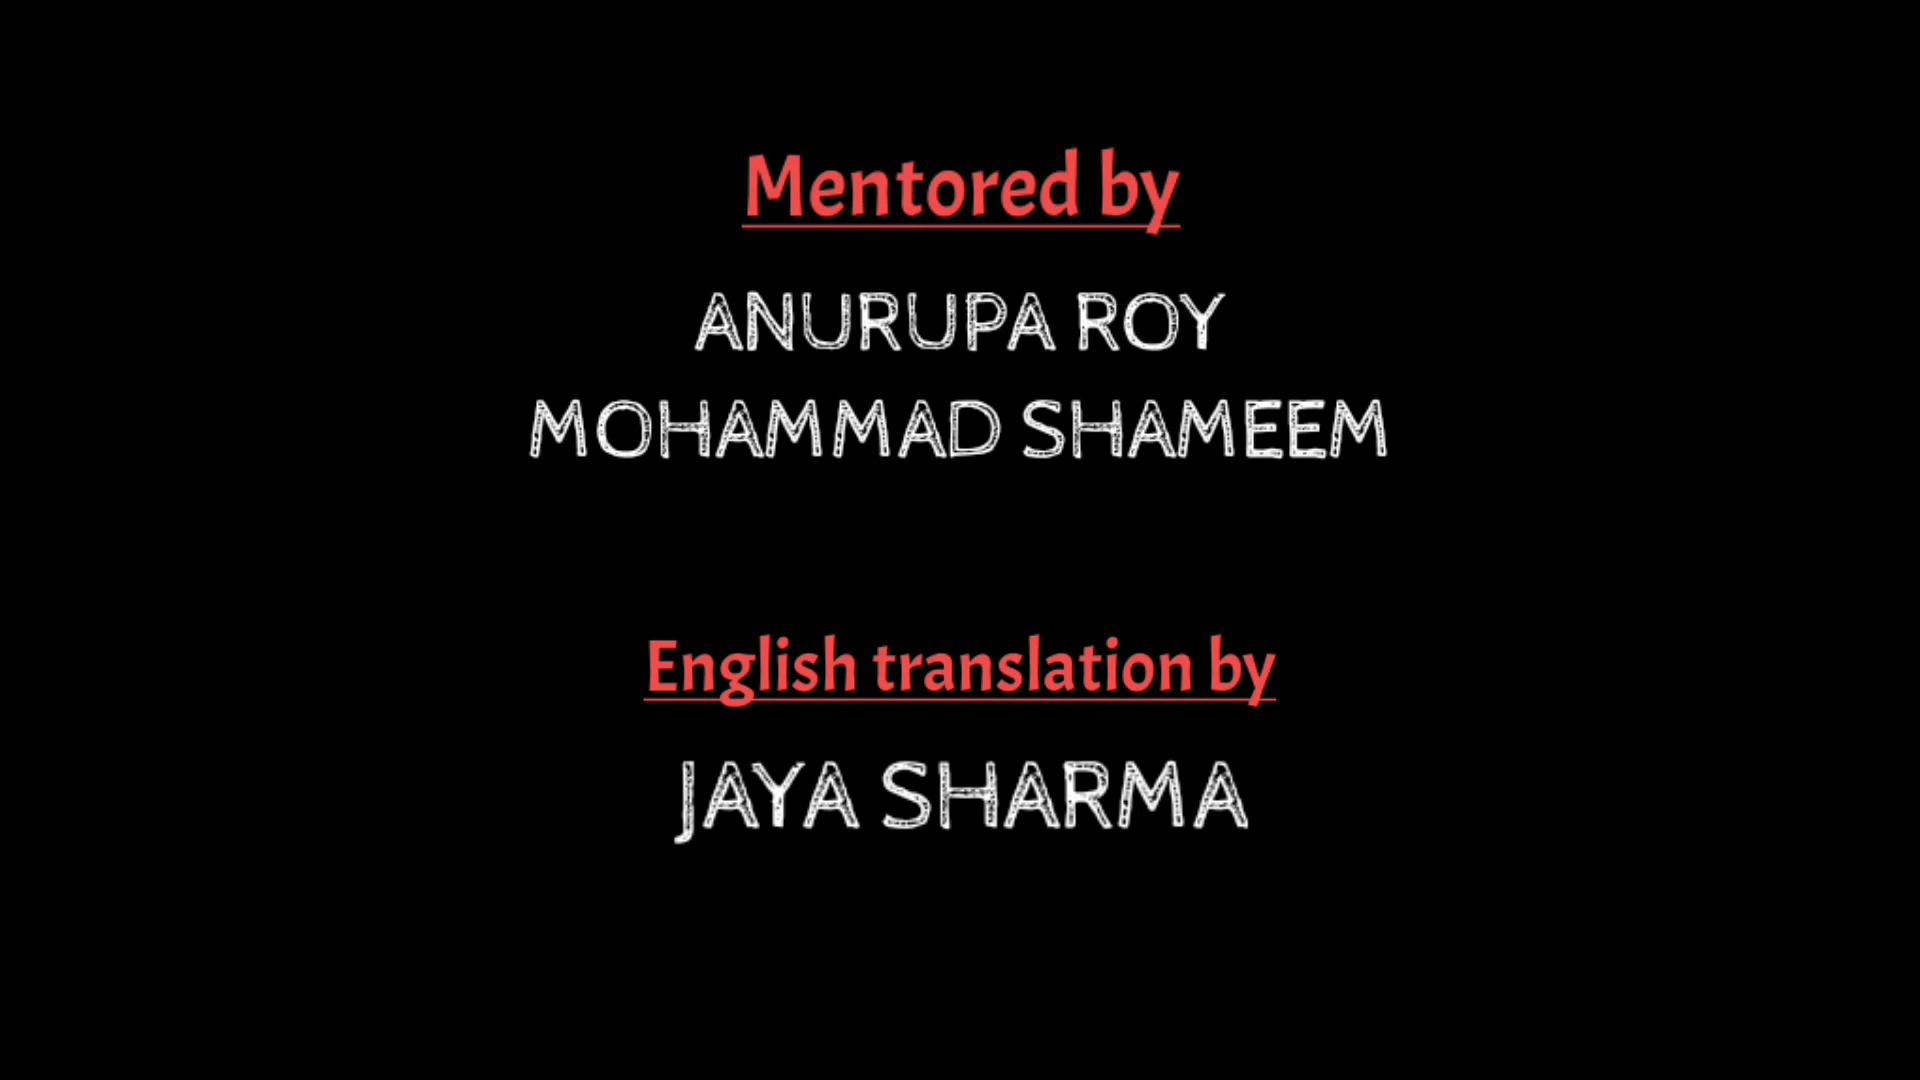 Mentored by
ANURUPA ROY
MOHAMMAD SHAMEEM
English translation by
JAYA SHARMA